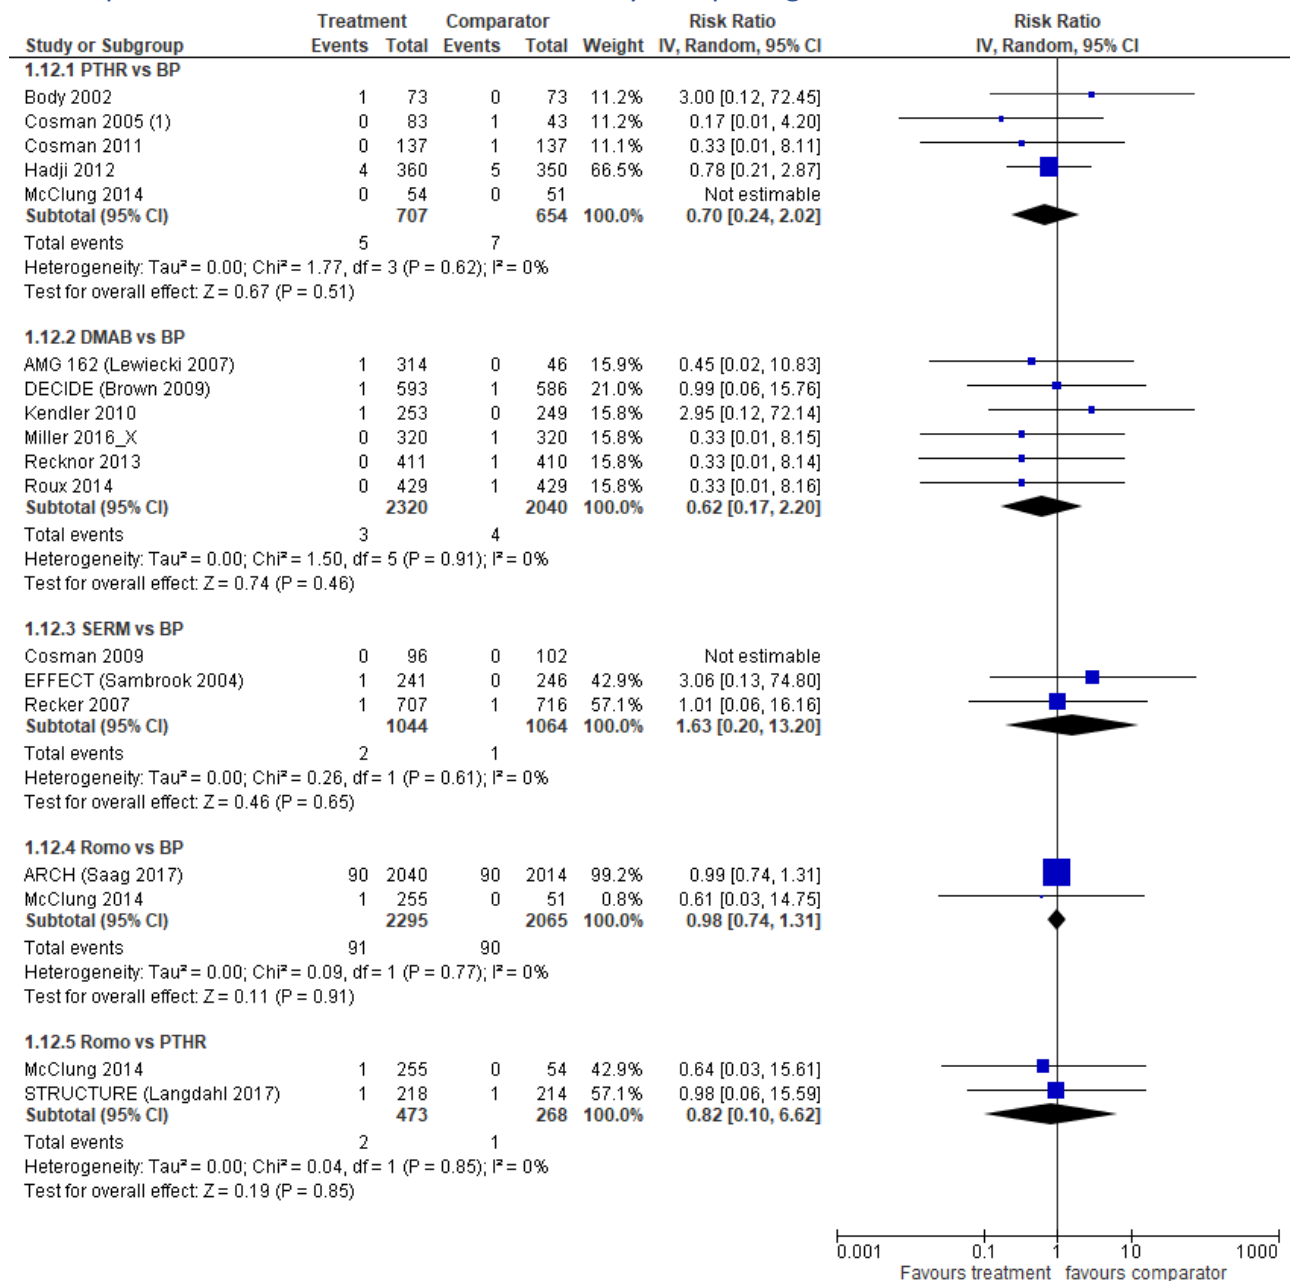 Treatment Comparator Risk Ratio Risk Ratio
Study or Subgroup Events Total Events Total Weight IV, Random, 95% CI IV, Random, 95% CI
1.12.1 PTHR vs BP
Body 2002 1 73 0 73 11.2% 3.00 [0.12, 72.45]
Cosman 2005 (1) 0 83 1 43 11.2% 0.17 [0.01, 4.20]
Cosman 2011 0 137 1 137 11.1% 0.33 [0.01, 8.11]
Hadji 2012 4 360 5 350 66.5% 0.78 [0.21, 2.87]
McClung 2014 0 54 0 51 Not estimable
Subtotal (95% CI) 707 654 100.0% 0.70 [0.24, 2.02]
Total events 5 7
Heterogeneity: Tau² = 0.00; Chi² = 1.77, df = 3 (P = 0.62); I² = 0%
Test for overall effect: Z = 0.67 (P = 0.51)
1.12.2 DMAB vs BP
AMG 162 (Lewiecki 2007) 1 314 0 46 15.9% 0.45 [0.02, 10.83]
DECIDE (Brown 2009) 1 593 1 586 21.0% 0.99 [0.06, 15.76]
Kendler 2010 1 253 0 249 15.8% 2.95 [0.12, 72.14]
Miller 2016_X 0 320 1 320 15.8% 0.33 [0.01, 8.15]
Recknor 2013 0 411 1 410 15.8% 0.33 [0.01, 8.14]
Roux 2014 0 429 1 429 15.8% 0.33 [0.01, 8.16]
Subtotal (95% CI) 2320 2040 100.0% 0.62 [0.17, 2.20]
Total events 3 4
Heterogeneity: Tau² = 0.00; Chi² = 1.50, df = 5 (P = 0.91); I² = 0%
Test for overall effect: Z = 0.74 (P = 0.46)
1.12.3 SERM vs BP
Cosman 2009 0 96 0 102 Not estimable
EFFECT (Sambrook 2004) 1 241 0 246 42.9% 3.06 [0.13, 74.80]
Recker 2007 1 707 1 716 57.1% 1.01 [0.06, 16.16]
Subtotal (95% CI) 1044 1064 100.0% 1.63 [0.20, 13.20]
Total events 2 1
Heterogeneity: Tau² = 0.00; Chi² = 0.26, df = 1 (P = 0.61); I² = 0%
Test for overall effect: Z = 0.46 (P = 0.65)
1.12.4 Romo vs BP
ARCH (Saag 2017) 90 2040 90 2014 99.2% 0.99 [0.74, 1.31]
McClung 2014 1 255 0 51 0.8% 0.61 [0.03, 14.75]
Subtotal (95% CI) 2295 2065 100.0% 0.98 [0.74, 1.31]
Total events 91 90
Heterogeneity: Tau² = 0.00; Chi² = 0.09, df = 1 (P = 0.77); I² = 0%
Test for overall effect: Z = 0.11 (P = 0.91)
1.12.5 Romo vs PTHR
McClung 2014 1 255 0 54 42.9% 0.64 [0.03, 15.61]
STRUCTURE (Langdahl 2017) 1 218 1 214 57.1% 0.98 [0.06, 15.59]
Subtotal (95% CI) 473 268 100.0% 0.82 [0.10, 6.62]
Total events 2 1
Heterogeneity: Tau² = 0.00; Chi² = 0.04, df = 1 (P = 0.85); I² = 0%
Test for overall effect: Z = 0.19 (P = 0.85)
0.001 0.1 1 10 1000
Favours treatment favours comparator